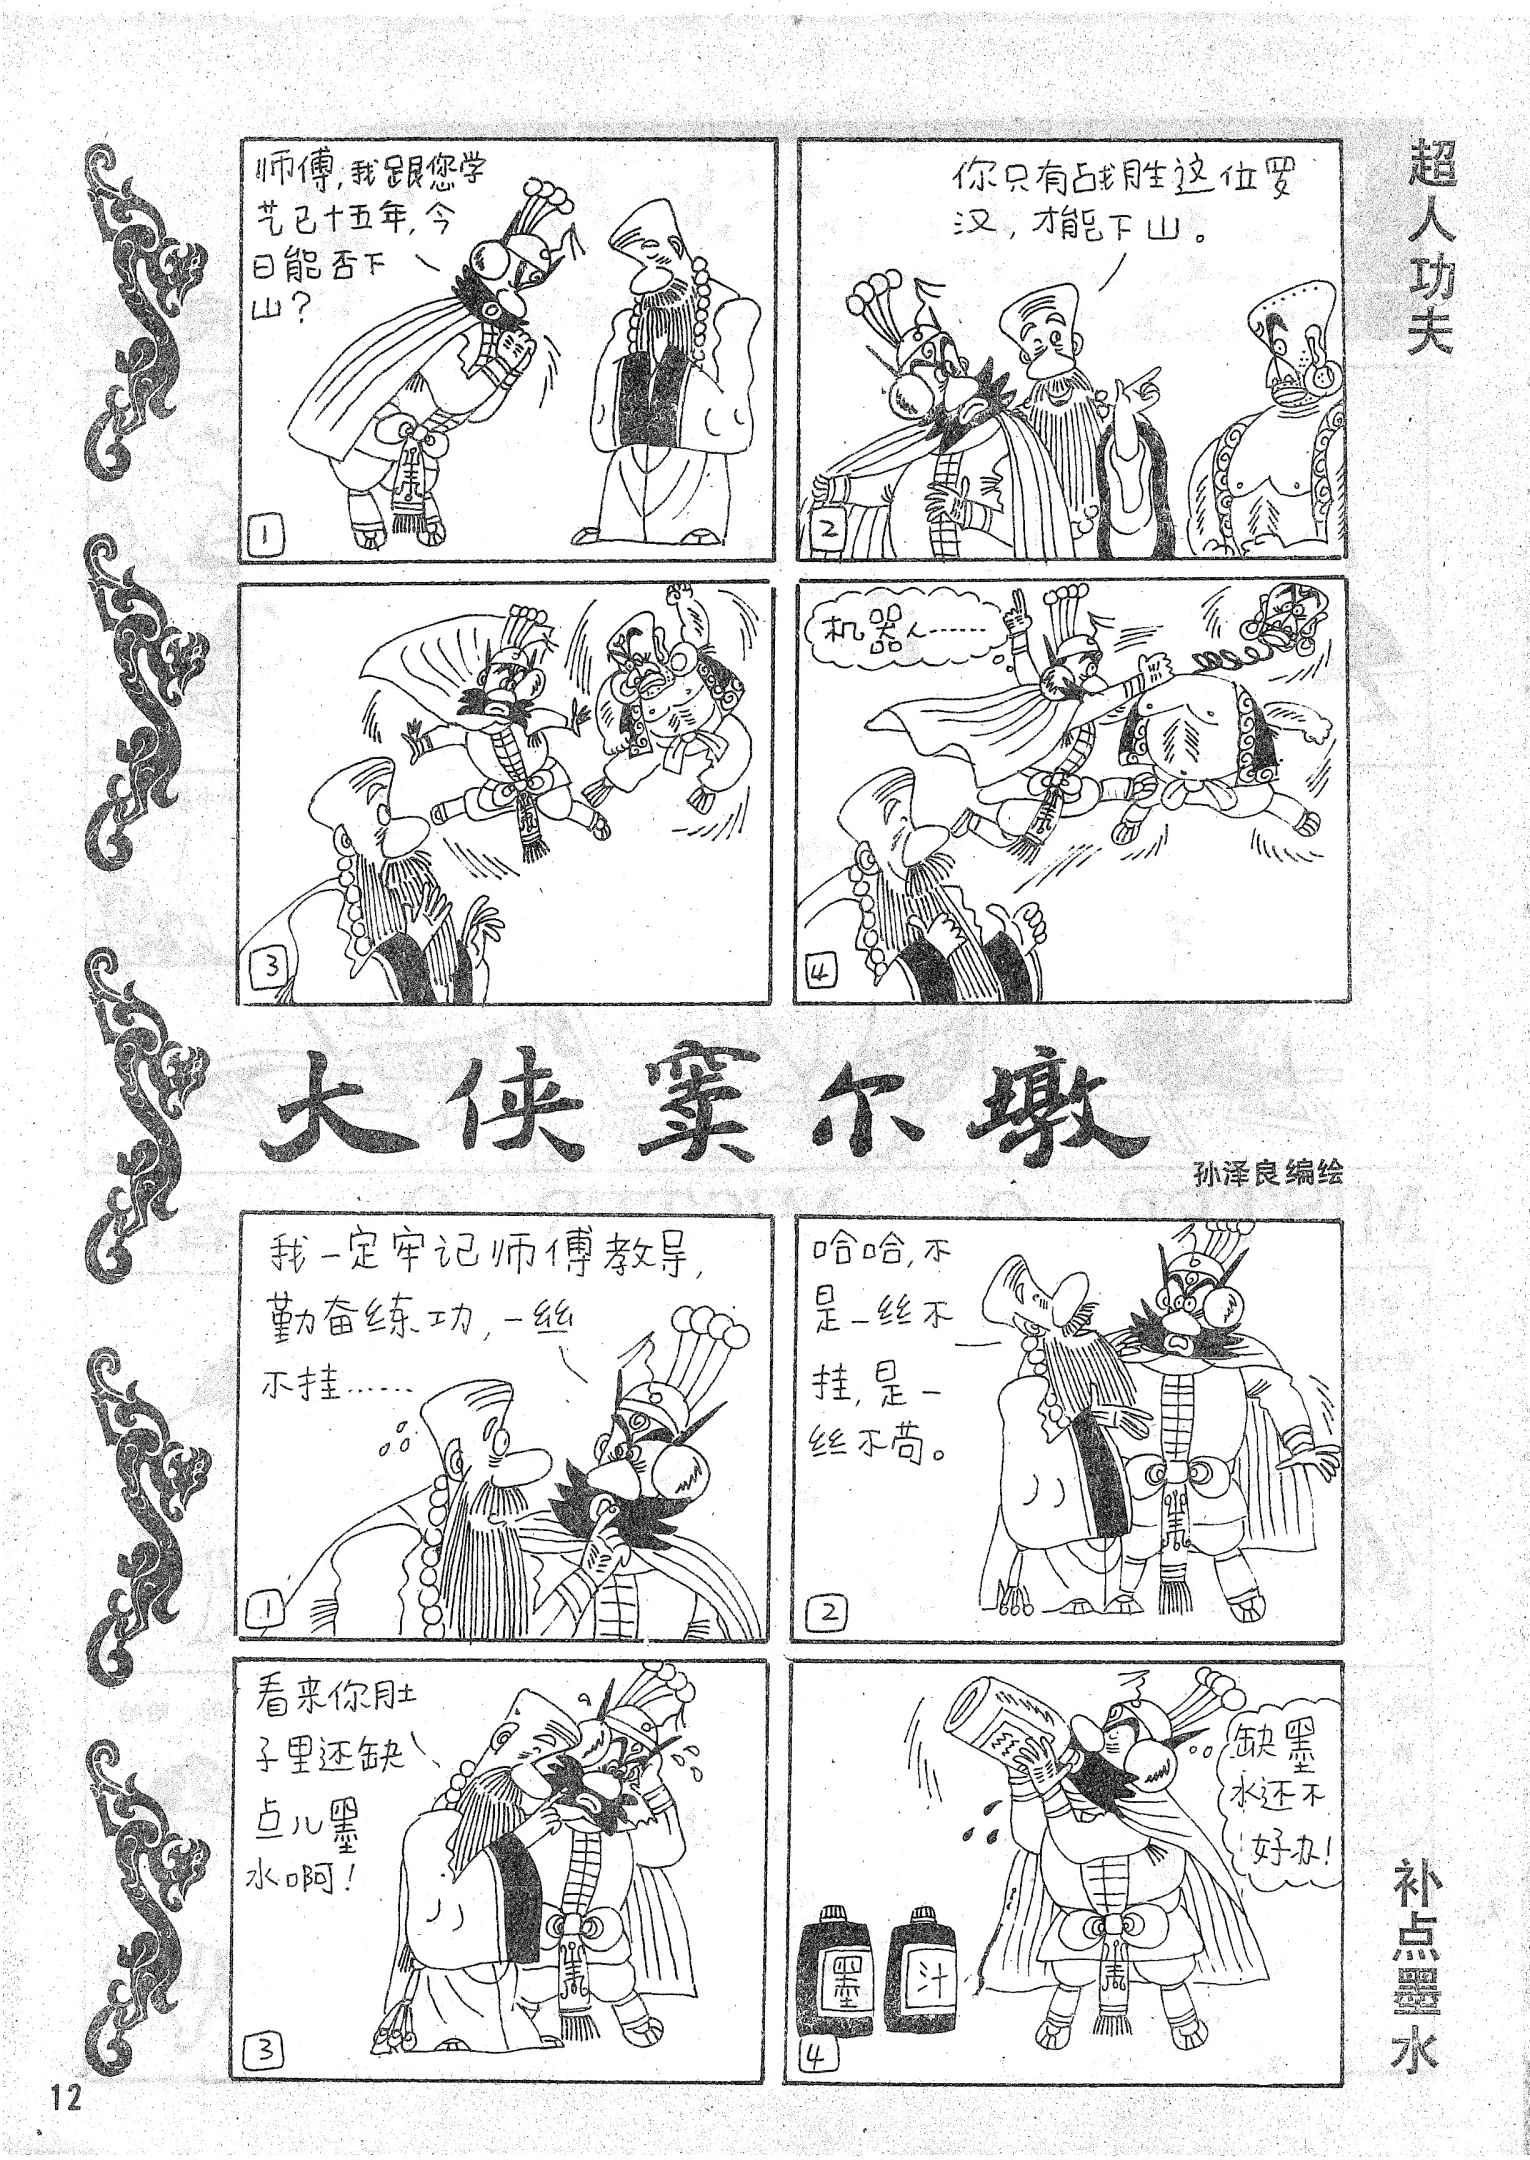 超人功夫
师傅,我跟您学
艺已十五年,今
日能否下
山?
1
你只有战胜这位罗
汉,才能下山。
2
3
机器人……
4
大侠窦尔墩
孙泽良编绘
我一定牢记师傅教导,
勤奋练功,一丝
不挂……
1
哈哈,不
是一丝不
挂,是一
丝不苟。
2
看来你肚
子里还缺
点儿墨
水啊!
3
缺墨
水还不
好办!
墨
汁
4
补点墨水
12